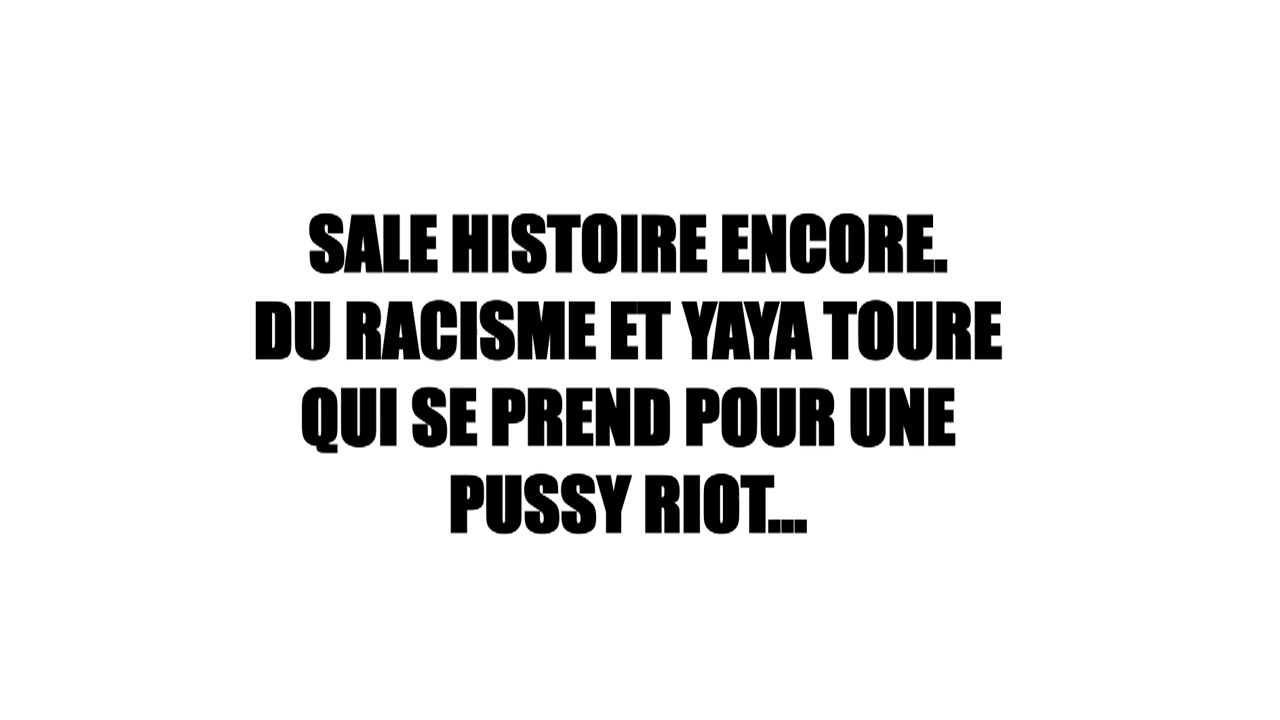 SALE HISTOIRE ENCORE.
DU RACISME ET YAYA TOURE
QUI SE PREND POUR UNE
PUSSY RIOT...